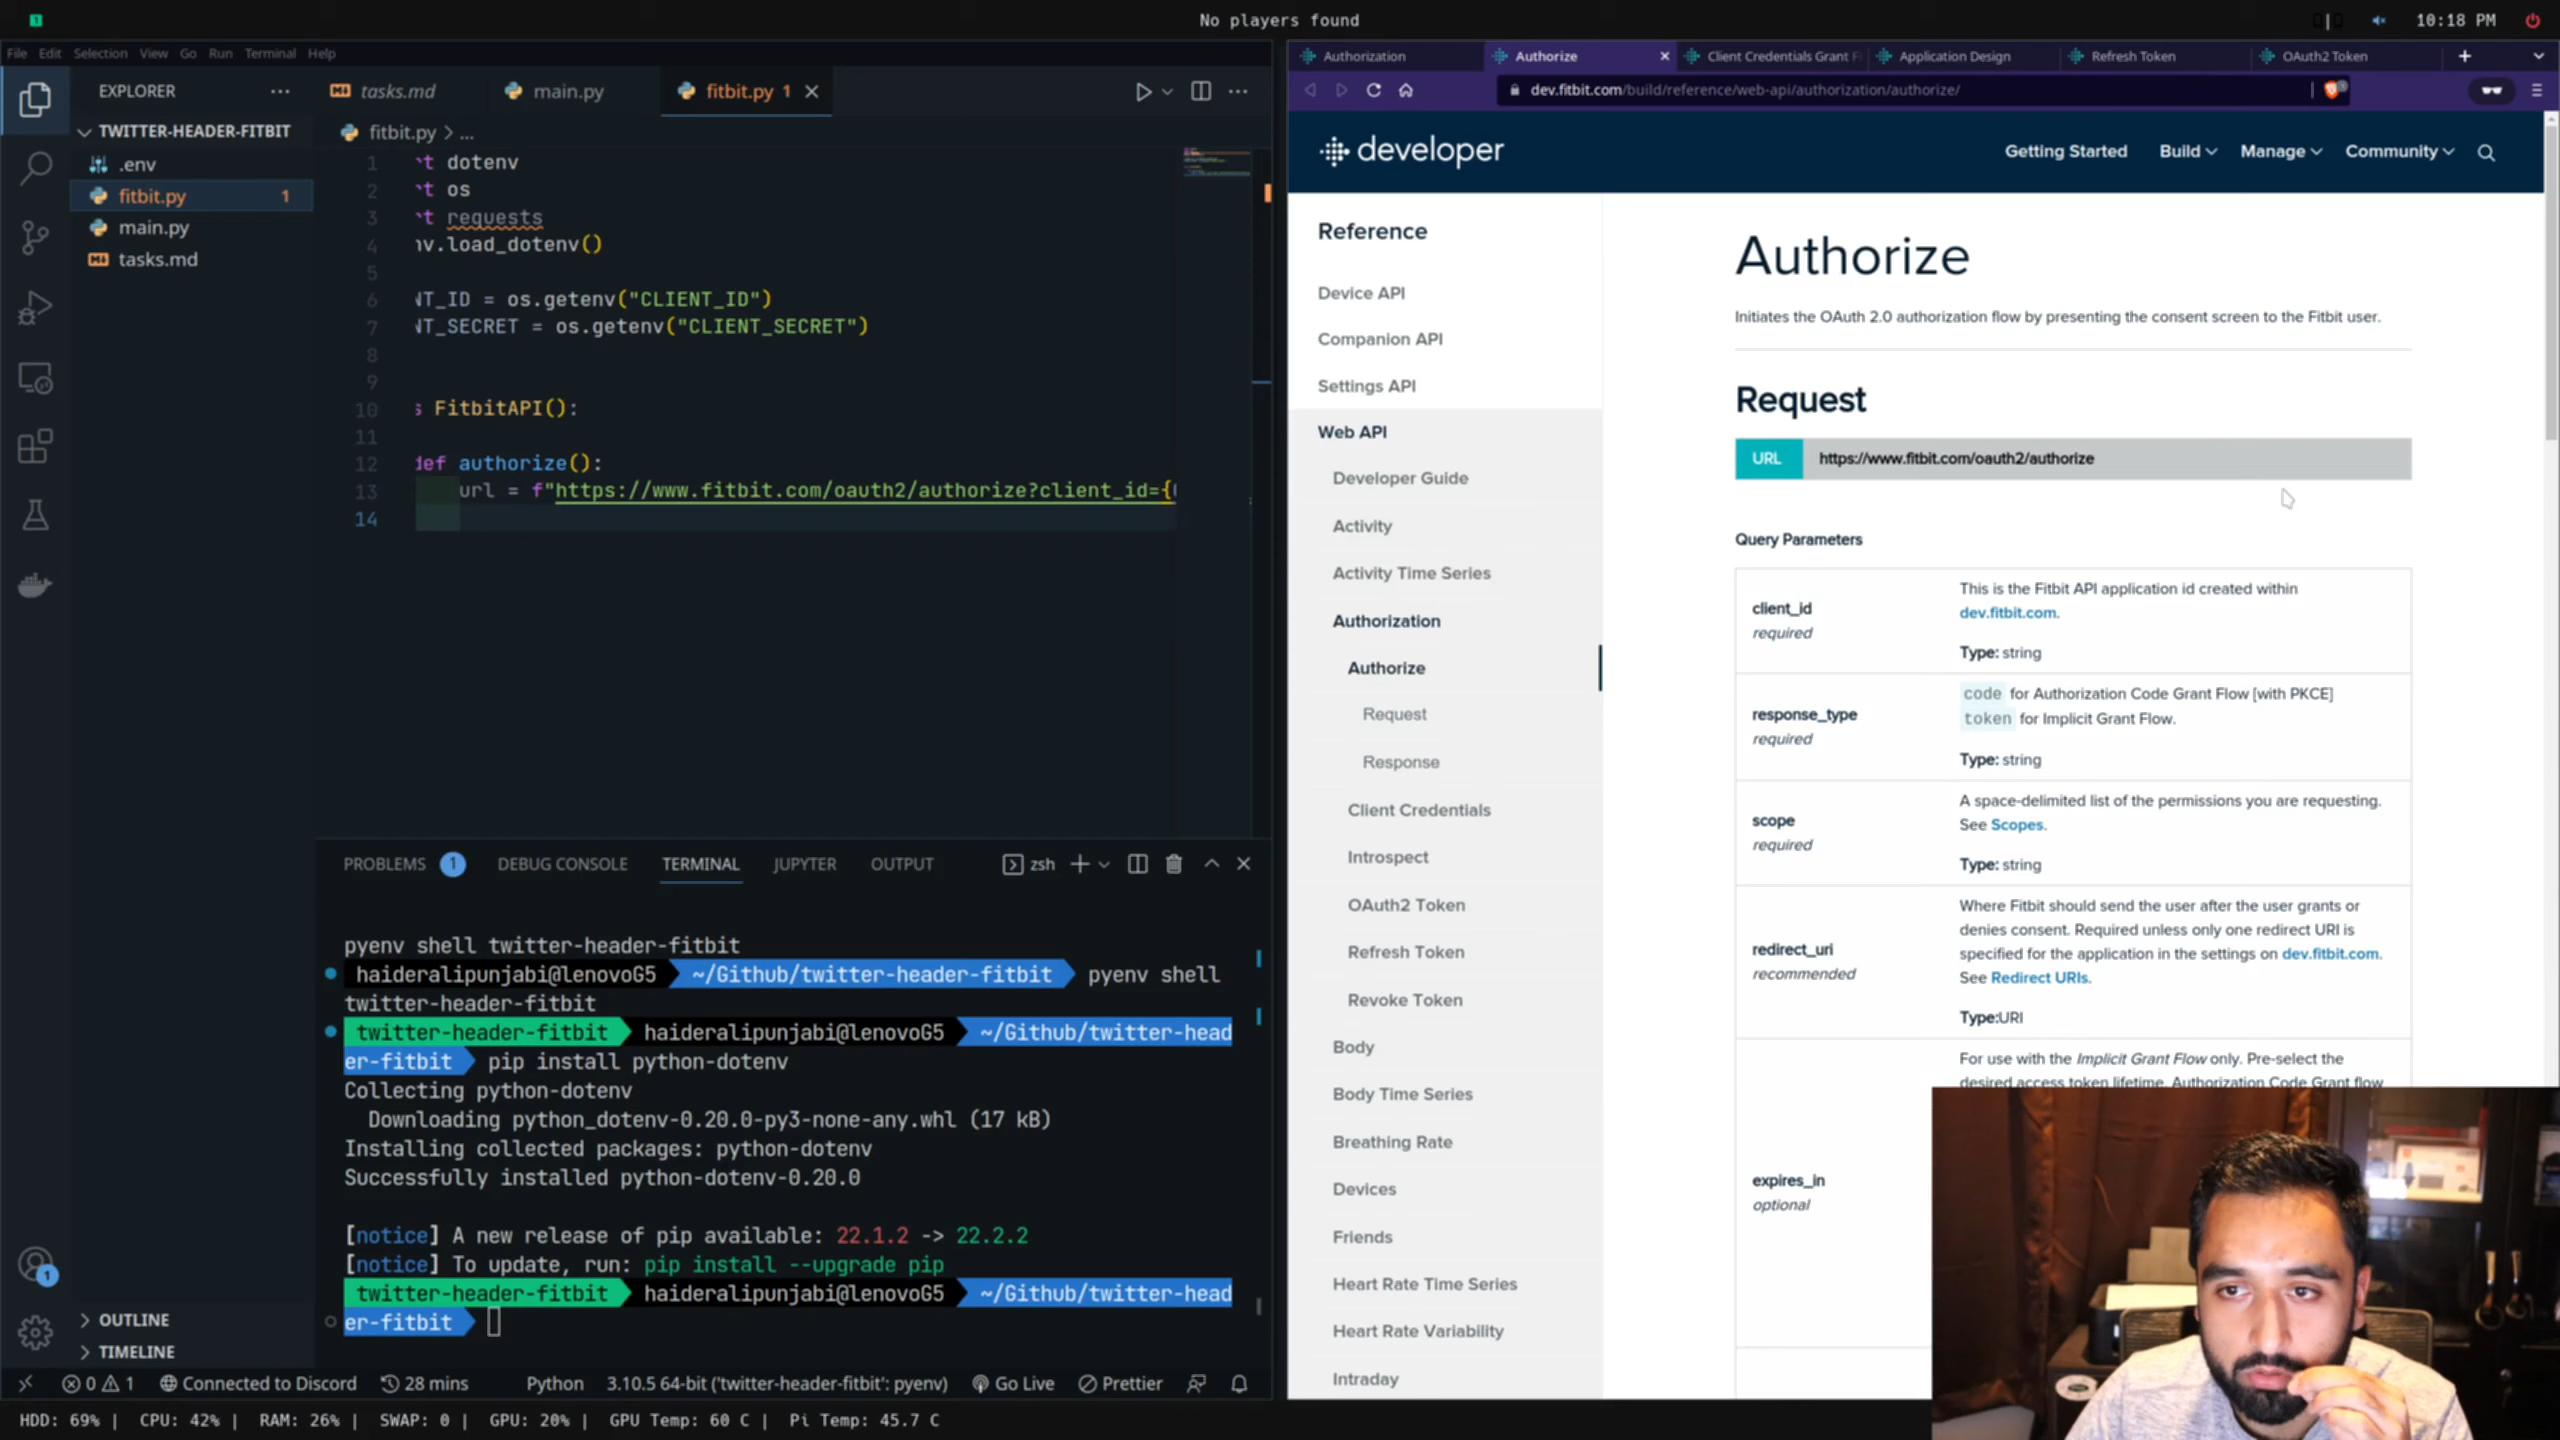 1
No players found
10:18 PM
File Edit Selection View Go Run Terminal Help
EXPLORER
TWITTER-HEADER-FITBIT
.env
fitbit.py 1
main.py
tasks.md
OUTLINE
TIMELINE
tasks.md
main.py
fitbit.py 1
fitbit.py > ...
1 t dotenv
2 t os
3 t requests
4 v.load_dotenv()
5
6 T_ID = os.getenv("CLIENT_ID")
7 T_SECRET = os.getenv("CLIENT_SECRET")
8
9
10 s FitbitAPI():
11
12 def authorize():
13 url = f"https://www.fitbit.com/oauth2/authorize?client_id={
14
PROBLEMS 1 DEBUG CONSOLE TERMINAL JUPYTER OUTPUT zsh
pyenv shell twitter-header-fitbit
haideralipunjabi@lenovoG5 ~/Github/twitter-header-fitbit pyenv shell
twitter-header-fitbit
twitter-header-fitbit haideralipunjabi@lenovoG5 ~/Github/twitter-head
er-fitbit pip install python-dotenv
Collecting python-dotenv
Downloading python_dotenv-0.20.0-py3-none-any.whl (17 kB)
Installing collected packages: python-dotenv
Successfully installed python-dotenv-0.20.0
[notice] A new release of pip available: 22.1.2 -> 22.2.2
[notice] To update, run: pip install --upgrade pip
twitter-header-fitbit haideralipunjabi@lenovoG5 ~/Github/twitter-head
er-fitbit
1
0 1 Connected to Discord 28 mins Python 3.10.5 64-bit ('twitter-header-fitbit': pyenv) Go Live Prettier
HDD: 69% | CPU: 42% | RAM: 26% | SWAP: 0 | GPU: 20% | GPU Temp: 60 C | Pi Temp: 45.7 C
Authorization
Authorize
Client Credentials Grant F
Application Design
Refresh Token
OAuth2 Token
dev.fitbit.com/build/reference/web-api/authorization/authorize/
developer
Getting Started Build Manage Community
Reference
Device API
Companion API
Settings API
Web API
Developer Guide
Activity
Activity Time Series
Authorization
Authorize
Request
Response
Client Credentials
Introspect
OAuth2 Token
Refresh Token
Revoke Token
Body
Body Time Series
Breathing Rate
Devices
Friends
Heart Rate Time Series
Heart Rate Variability
Intraday
Authorize
Initiates the OAuth 2.0 authorization flow by presenting the consent screen to the Fitbit user.
Request
URL https://www.fitbit.com/oauth2/authorize
Query Parameters
client_id
required
This is the Fitbit API application id created within
dev.fitbit.com.
Type: string
response_type
required
code for Authorization Code Grant Flow [with PKCE]
token for Implicit Grant Flow.
Type: string
scope
required
A space-delimited list of the permissions you are requesting.
See Scopes.
Type: string
redirect_uri
recommended
Where Fitbit should send the user after the user grants or
denies consent. Required unless only one redirect URI is
specified for the application in the settings on dev.fitbit.com.
See Redirect URIs.
Type:URI
expires_in
optional
For use with the Implicit Grant Flow only. Pre-select the
desired access token lifetime. Authorization Code Grant flow